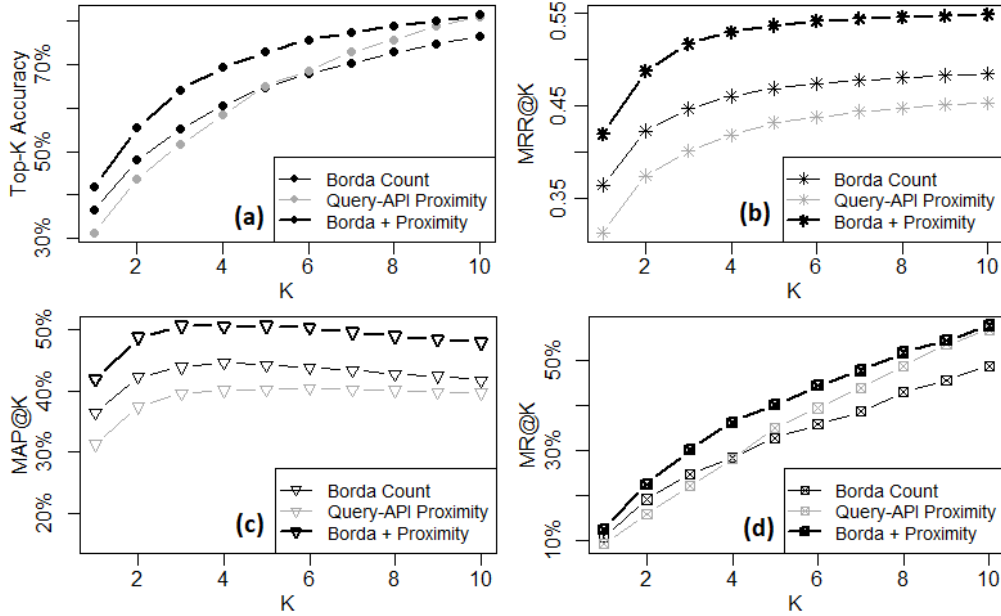 Top-K Accuracy
70%
50%
30%
Borda Count
Query-API Proximity
Borda + Proximity
(a)
2 4 6 8 10
K
MRR@K
0.55
0.45
0.35
Borda Count
Query-API Proximity
Borda + Proximity
(b)
2 4 6 8 10
K
MAP@K
50%
40%
30%
20%
Borda Count
Query-API Proximity
Borda + Proximity
(c)
2 4 6 8 10
K
MR@K
50%
30%
10%
Borda Count
Query-API Proximity
Borda + Proximity
(d)
2 4 6 8 10
K